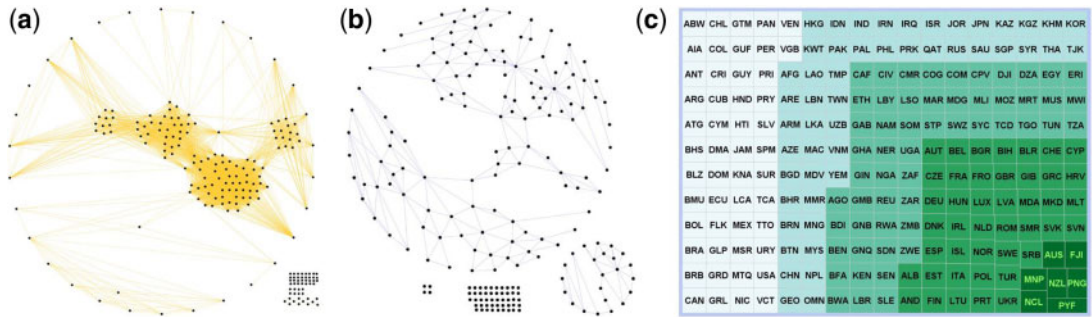 (a) (b) (c)
ABW CHL GTM PAN VEN HKG IDN IND IRN IRQ ISR JOR JPN KAZ KGZ KHM KOR
AIA COL GUF PER VGB KWT PAK PAL PHL PRK QAT RUS SAU SGP SYR THA TJK
ANT CRI GUY PRI AFG LAO TMP CAF CIV CMR COG COM CPV DJI DZA EGY ERI
ARG CUB HND PRY ARE LBN TWN ETH LBY LSO MAR MDG MLI MOZ MRT MUS MWI
ATG CYM HTI SLV ARM LKA UZB GAB NAM SOM STP SWZ SYC TCD TGO TUN TZA
BHS DMA JAM SPM AZE MAC VNM GHA NER UGA AUT BEL BGR BIH BLR CHE CYP
BLZ DOM KNA SUR BGD MDV YEM GIN NGA ZAF CZE FRA FRO GBR GIB GRC HRV
BMU ECU LCA TCA BHR MMR AGO GMB REU ZAR DEU HUN LUX LVA MDA MKD MLT
BOL FLK MEX TTO BRN MNG BDI GNB RWA ZMB DNK IRL NLD ROM SMR SVK SVN
BRA GLP MSR URY BTN MYS BEN GNQ SDN ZWE ESP ISL NOR SWE SRB AUS FJI
BRB GRD MTQ USA CHN NPL BFA KEN SEN ALB EST ITA POL TUR MNP NZL PNG
CAN GRL NIC VCT GEO OMN BWA LBR SLE AND FIN LTU PRT UKR NCL PYF